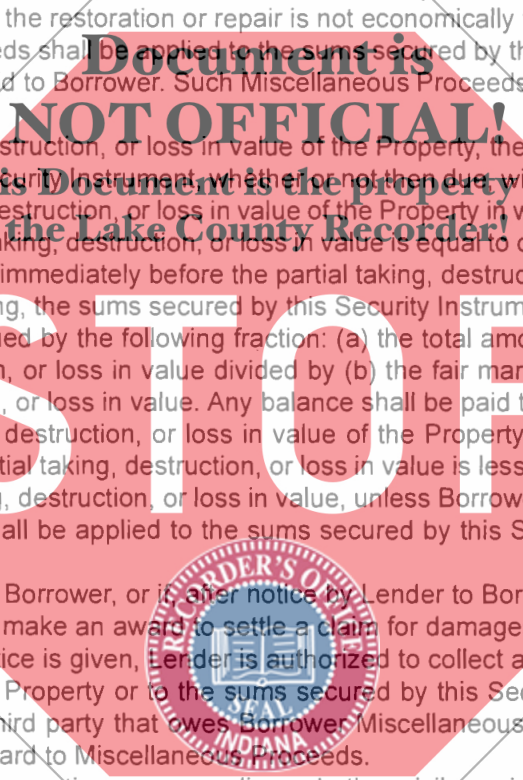 the restoration or repair is not economically
eds shall be applied to the sums secured by th
d to Borrower. Such Miscellaneous Proceeds
Document is
NOT OFFICIAL!
struction, or loss in value of the Property, the
curity Instrument, whether or not then due, wi
is Document is the property
estruction, or loss in value of the Property in w
the Lake County Recorder!
aking, destruction, or loss in value is equal to o
immediately before the partial taking, destruc
ng, the sums secured by this Security Instrum
STOP
ied by the following fraction: (a) the total amo
n, or loss in value divided by (b) the fair mar
, or loss in value. Any balance shall be paid t
destruction, or loss in value of the Property
tial taking, destruction, or loss in value is less
g, destruction, or loss in value, unless Borrow
all be applied to the sums secured by this S
Borrower, or if, after notice by Lender to Bor
make an award to settle a claim for damage
tice is given, Lender is authorized to collect a
Property or to the sums secured by this Sec
hird party that owes Borrower Miscellaneous
ard to Miscellaneous Proceeds.
RECORDER'S OFFICE
SEAL
INDIANA